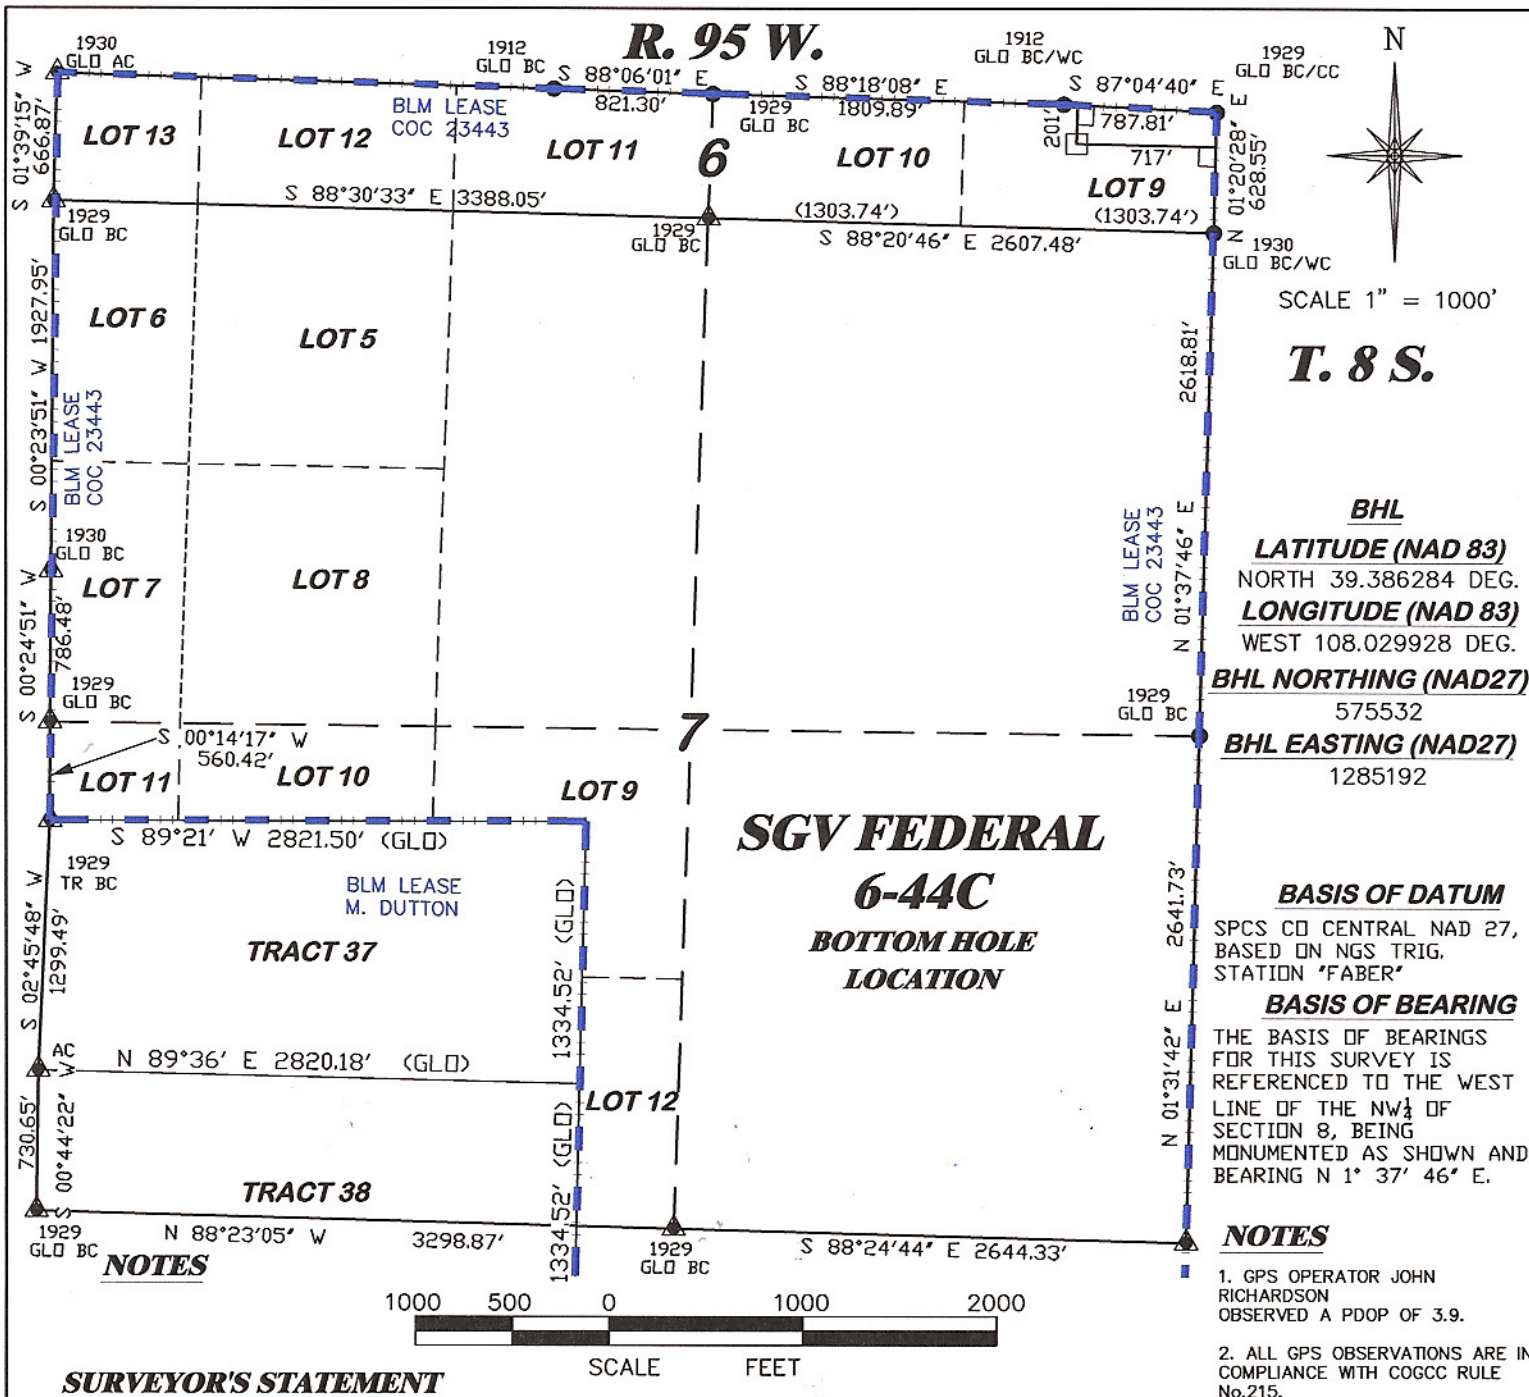 R. 95 W.
1930
GLO AC
1912
GLO BC
S 88°06'01" E
821.30'
1929
GLO BC
S 88°18'08" E
1809.89'
1912
GLO BC/WC
S 87°04'40" E
787.81'
1929
GLO BC/CC
N
S 01°39'15" W
666.87'
LOT 13
LOT 12
BLM LEASE
COC 23443
LOT 11
6
LOT 10
201'
717'
LOT 9
N 01°20'28" E
628.55'
S 88°30'33" E 3388.05'
1929
GLO BC
1929
GLO BC
(1303.74')
(1303.74')
S 88°20'46" E 2607.48'
1930
GLO BC/WC
SCALE 1" = 1000'
T. 8 S.
LOT 6
LOT 5
S 00°23'51" W 1927.95'
BLM LEASE
COC 23443
2618.81'
N 01°37'46" E
BLM LEASE
COC 23443
1930
GLO BC
LOT 7
LOT 8
S 00°24'51" W
786.48'
1929
GLO BC
BHL
LATITUDE (NAD 83)
NORTH 39.386284 DEG.
LONGITUDE (NAD 83)
WEST 108.029928 DEG.
BHL NORTHING (NAD27)
575532
BHL EASTING (NAD27)
1285192
1929
GLO BC
7
S 00°14'17" W
560.42'
LOT 11
LOT 10
LOT 9
S 89°21' W 2821.50' (GLO)
1929
TR BC
BLM LEASE
M. DUTTON
SGV FEDERAL
6-44C
BOTTOM HOLE
LOCATION
TRACT 37
S 02°45'48" W
1299.49'
1334.52' (GLO)
2641.73'
N 01°31'42" E
BASIS OF DATUM
SPCS CO CENTRAL NAD 27,
BASED ON NGS TRIG.
STATION "FABER"
BASIS OF BEARING
THE BASIS OF BEARINGS
FOR THIS SURVEY IS
REFERENCED TO THE WEST
LINE OF THE NW¼ OF
SECTION 8, BEING
MONUMENTED AS SHOWN AND
BEARING N 1° 37' 46" E.
AC
N 89°36' E 2820.18' (GLO)
LOT 12
730.65'
S 00°44'22" W
1334.52' (GLO)
TRACT 38
1929
GLO BC
N 88°23'05" W 3298.87'
1929
GLO BC
S 88°24'44" E 2644.33'
NOTES
NOTES
1. GPS OPERATOR JOHN
RICHARDSON
OBSERVED A PDOP OF 3.9.
2. ALL GPS OBSERVATIONS ARE IN
COMPLIANCE WITH COGCC RULE
No.215.
1000 500 0 1000 2000
SCALE FEET
SURVEYOR'S STATEMENT